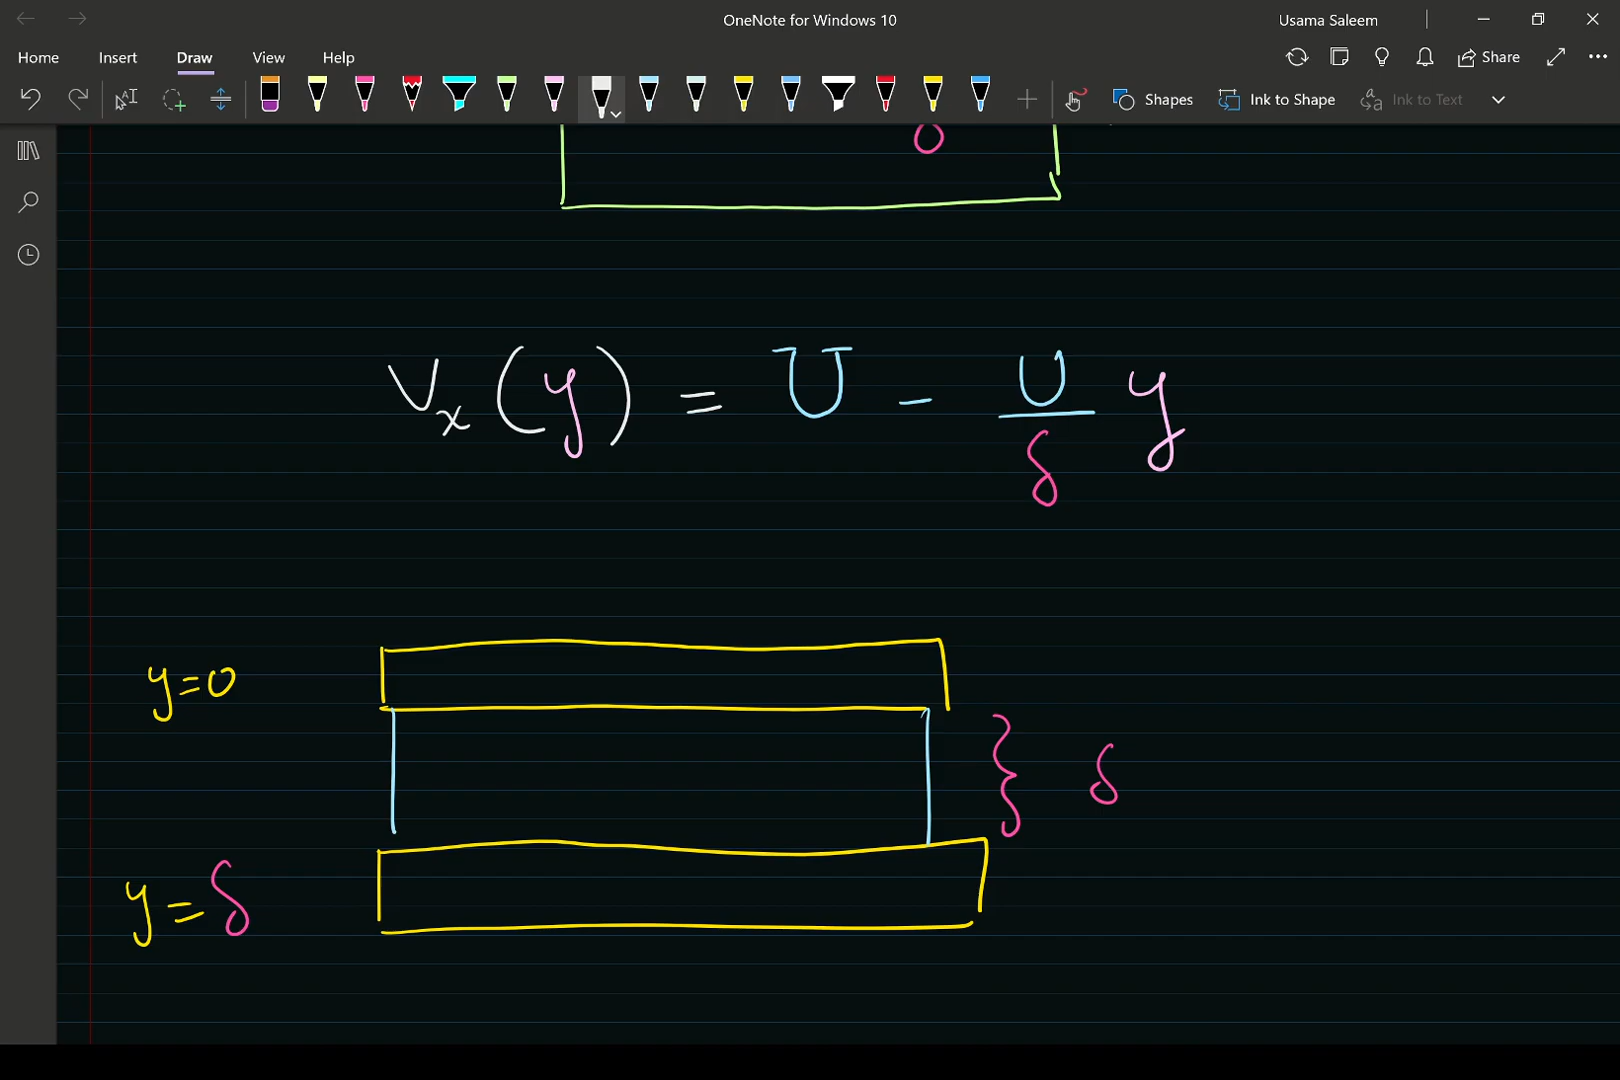 OneNote for Windows 10
Usama Saleem
Home Insert Draw View Help
Share
Shapes Ink to Shape Ink to Text
δ
Vx(y) = U - U/δ y
y=0
δ
y=δ